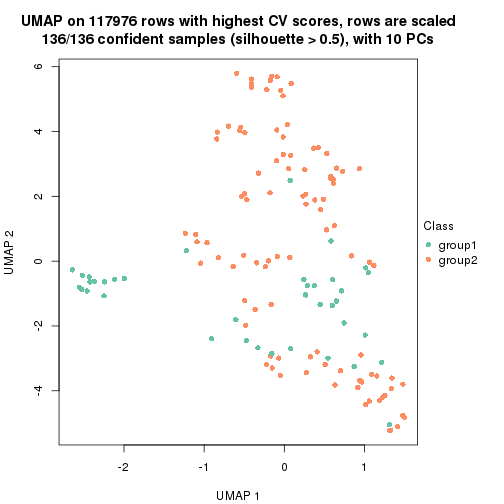 UMAP on 117976 rows with highest CV scores, rows are scaled
136/136 confident samples (silhouette > 0.5), with 10 PCs
6
4
2
0
-2
-4
UMAP 2
Class
group1
group2
-2 -1 0 1
UMAP 1